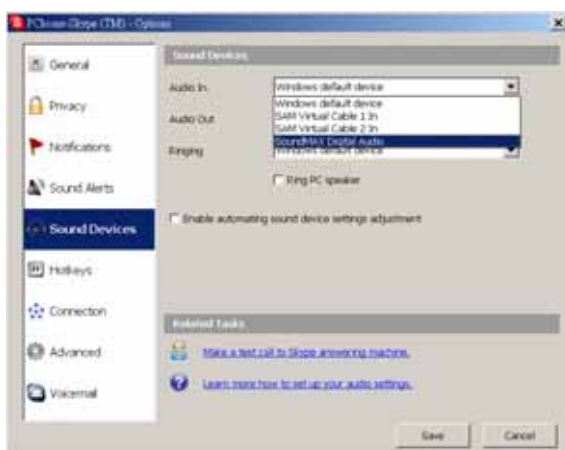 PChome-Skype (TM) - Options
General
Privacy
Notifications
Sound Alerts
Sound Devices
Hotkeys
Connection
Advanced
Voicemail
Sound Devices
Audio In
Windows default device
Windows default device
SAM Virtual Cable 1 In
SAM Virtual Cable 2 In
SoundMAX Digital Audio
Audio Out
Ringing
Windows default device
Ring PC speaker
Enable automating sound device settings adjustment
Related Tasks
Make a test call to Skype answering machine.
Learn more how to set up your audio settings.
Save
Cancel